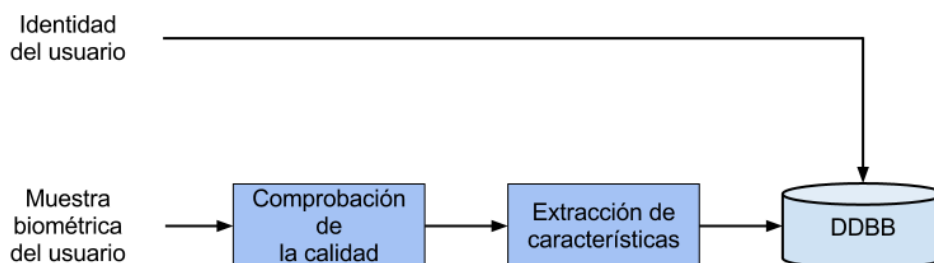 Identidad
del usuario
Muestra
biométrica
del usuario
Comprobación
de
la calidad
Extracción de
características
DDBB